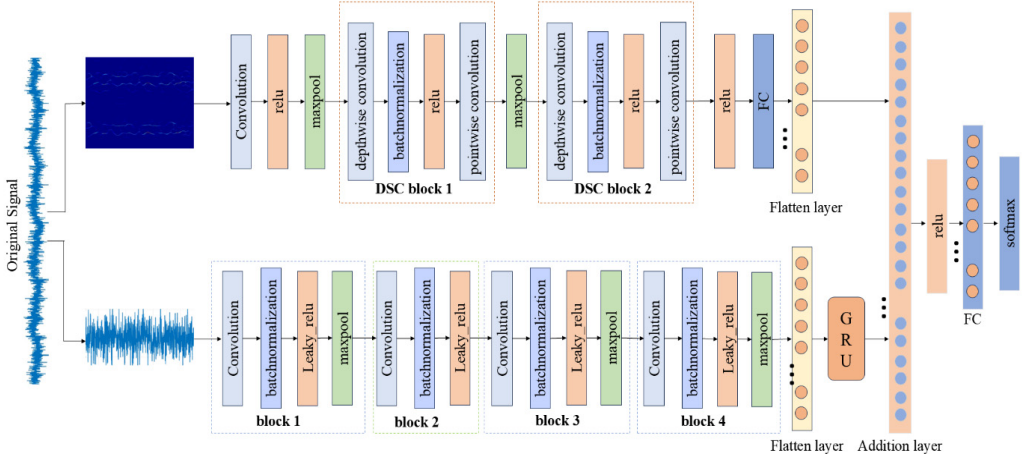 Original Signal
Convolution
relu
maxpool
depthwise convolution
batchnormalization
relu
pointwise convolution
DSC block 1
maxpool
depthwise convolution
batchnormalization
relu
pointwise convolution
DSC block 2
relu
FC
Flatten layer
Convolution
batchnormalization
Leaky_relu
maxpool
block 1
Convolution
batchnormalization
Leaky_relu
block 2
Convolution
batchnormalization
Leaky_relu
maxpool
block 3
Convolution
batchnormalization
Leaky_relu
maxpool
block 4
Flatten layer
GRU
Addition layer
relu
FC
softmax